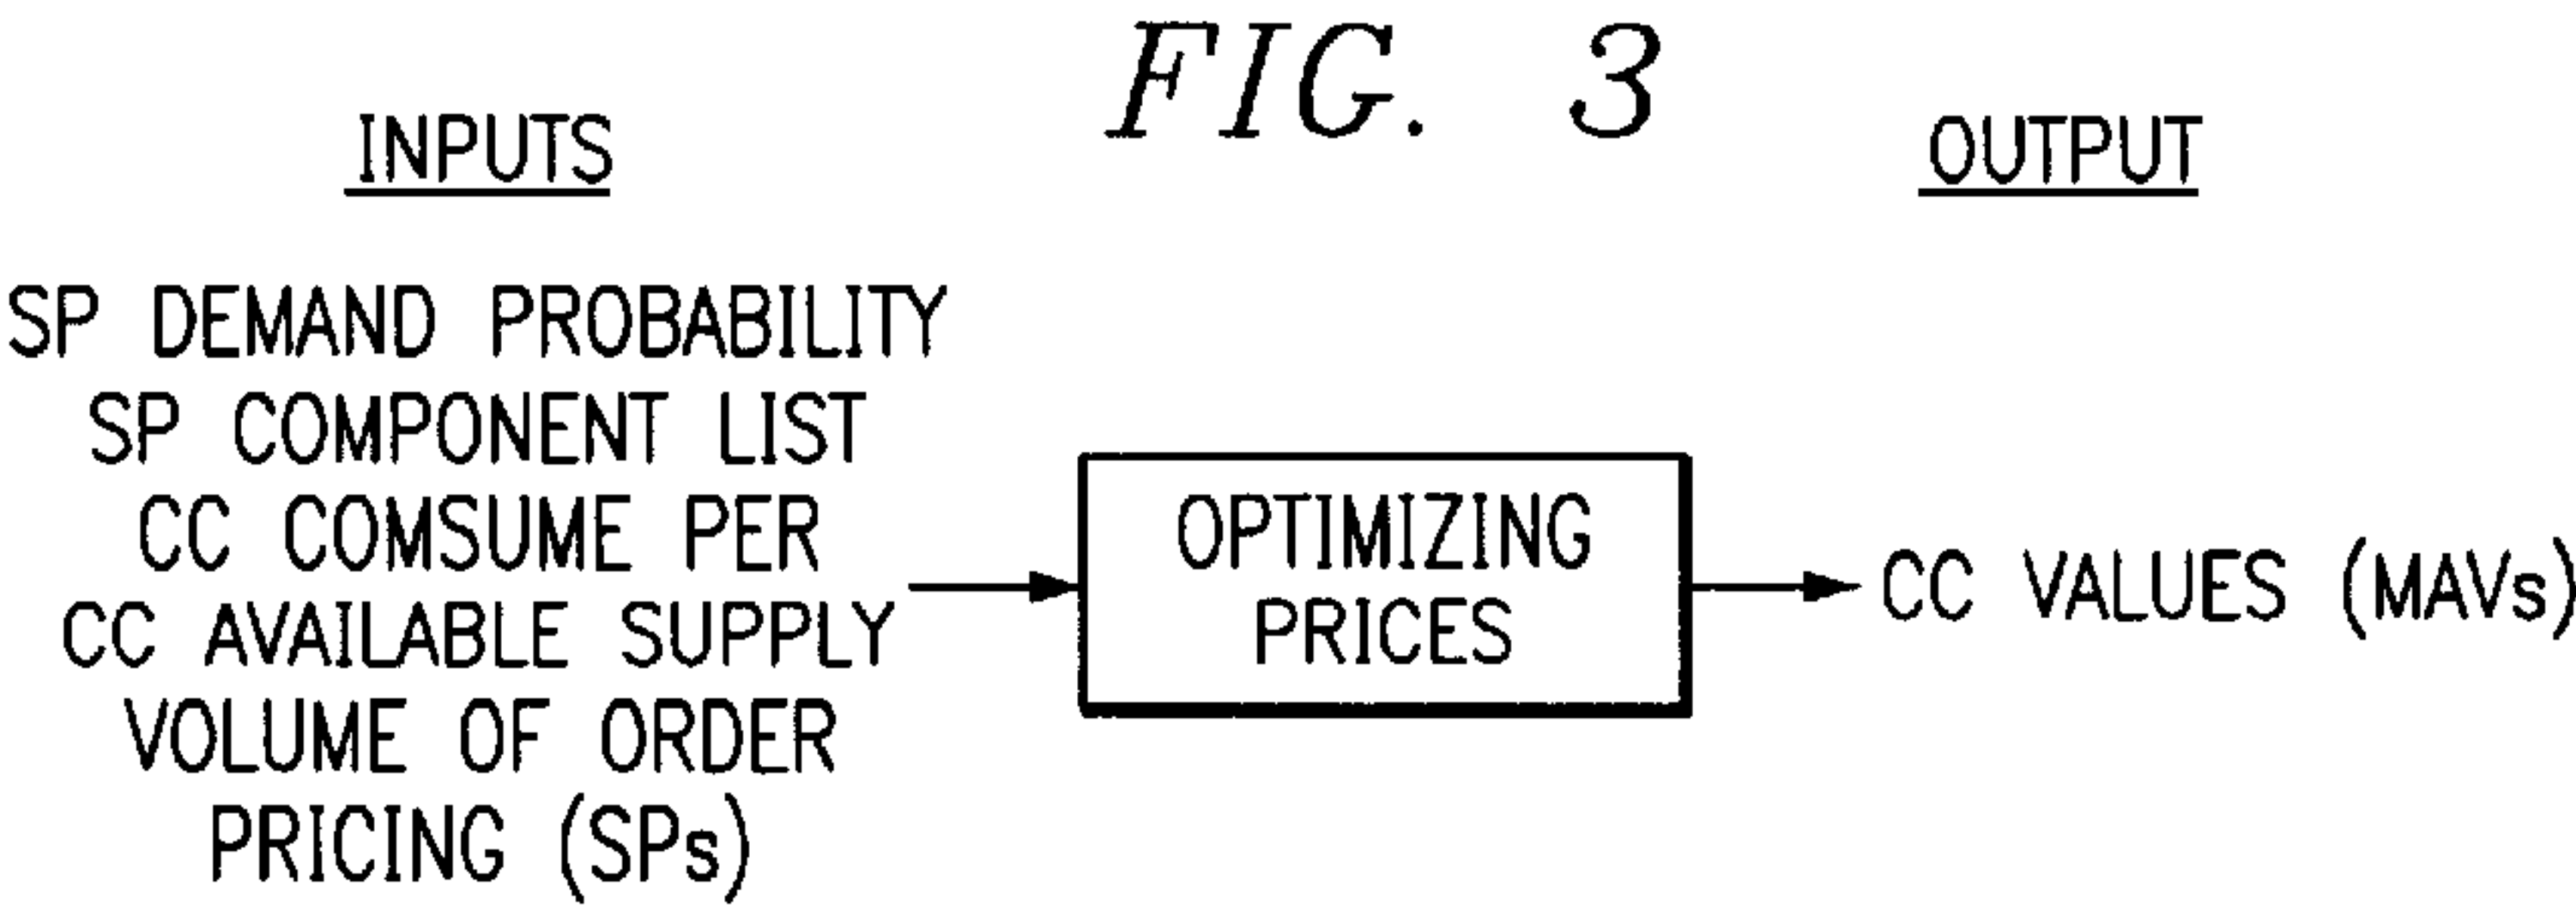 FIG. 3
INPUTS
SP DEMAND PROBABILITY
SP COMPONENT LIST
CC COMSUME PER
CC AVAILABLE SUPPLY
VOLUME OF ORDER
PRICING (SPs)
OPTIMIZING
PRICES
OUTPUT
CC VALUES (MAVs)